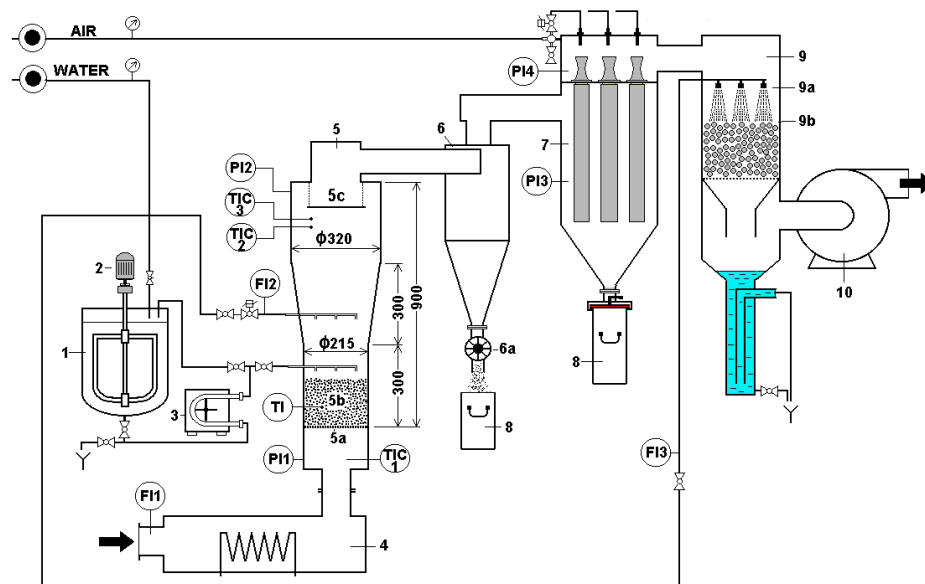 AIR
WATER
PI4
9
9a
6
9b
5
7
PI2
PI3
5c
TIC
3
TIC
2
ϕ320
2
FI2
10
300
900
1
ϕ215
6a
8
300
TI
5b
3
8
5a
PI1
TIC
1
FI3
FI1
4